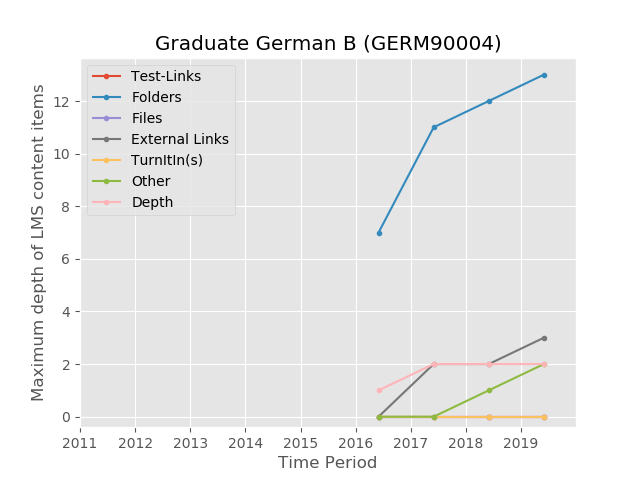 Graduate German B (GERM90004)
Maximum depth of LMS content items
12
10
8
6
4
2
0
Test-Links
Folders
Files
External Links
TurnItIn(s)
Other
Depth
2011 2012 2013 2014 2015 2016 2017 2018 2019
Time Period